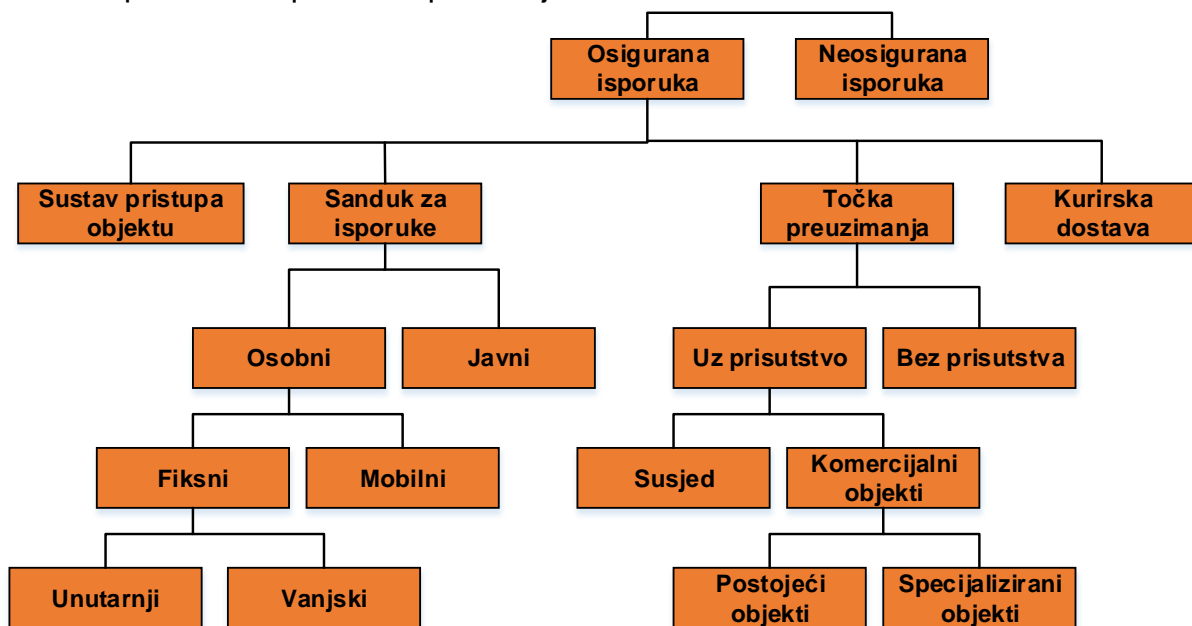 Osigurana
isporuka
Neosigurana
isporuka
Sustav pristupa
objektu
Sanduk za
isporuke
Točka
preuzimanja
Kurirska
dostava
Osobni
Javni
Uz prisutstvo
Bez prisutstva
Fiksni
Mobilni
Susjed
Komercijalni
objekti
Unutarnji
Vanjski
Postojeći
objekti
Specijalizirani
objekti